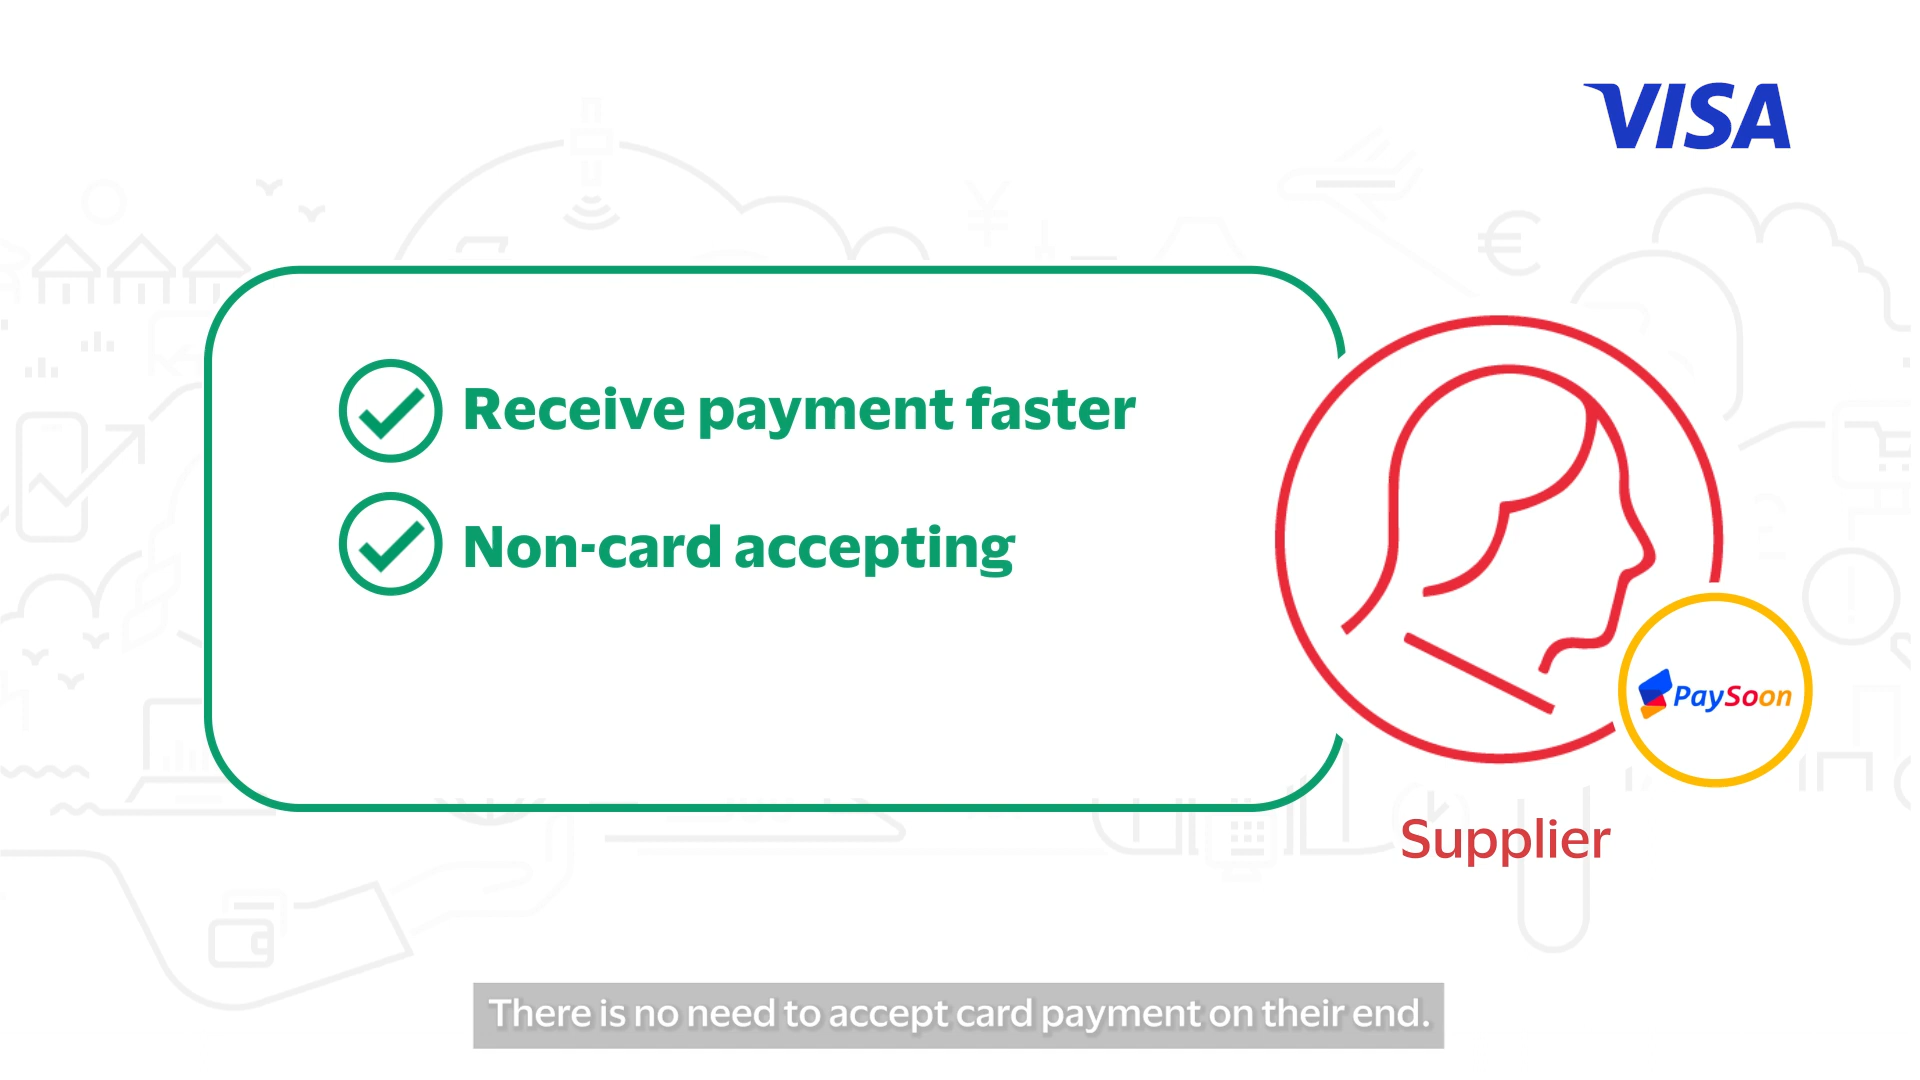 VISA
Receive payment faster
Non-card accepting
PaySoon
Supplier
There is no need to accept card payment on their end.